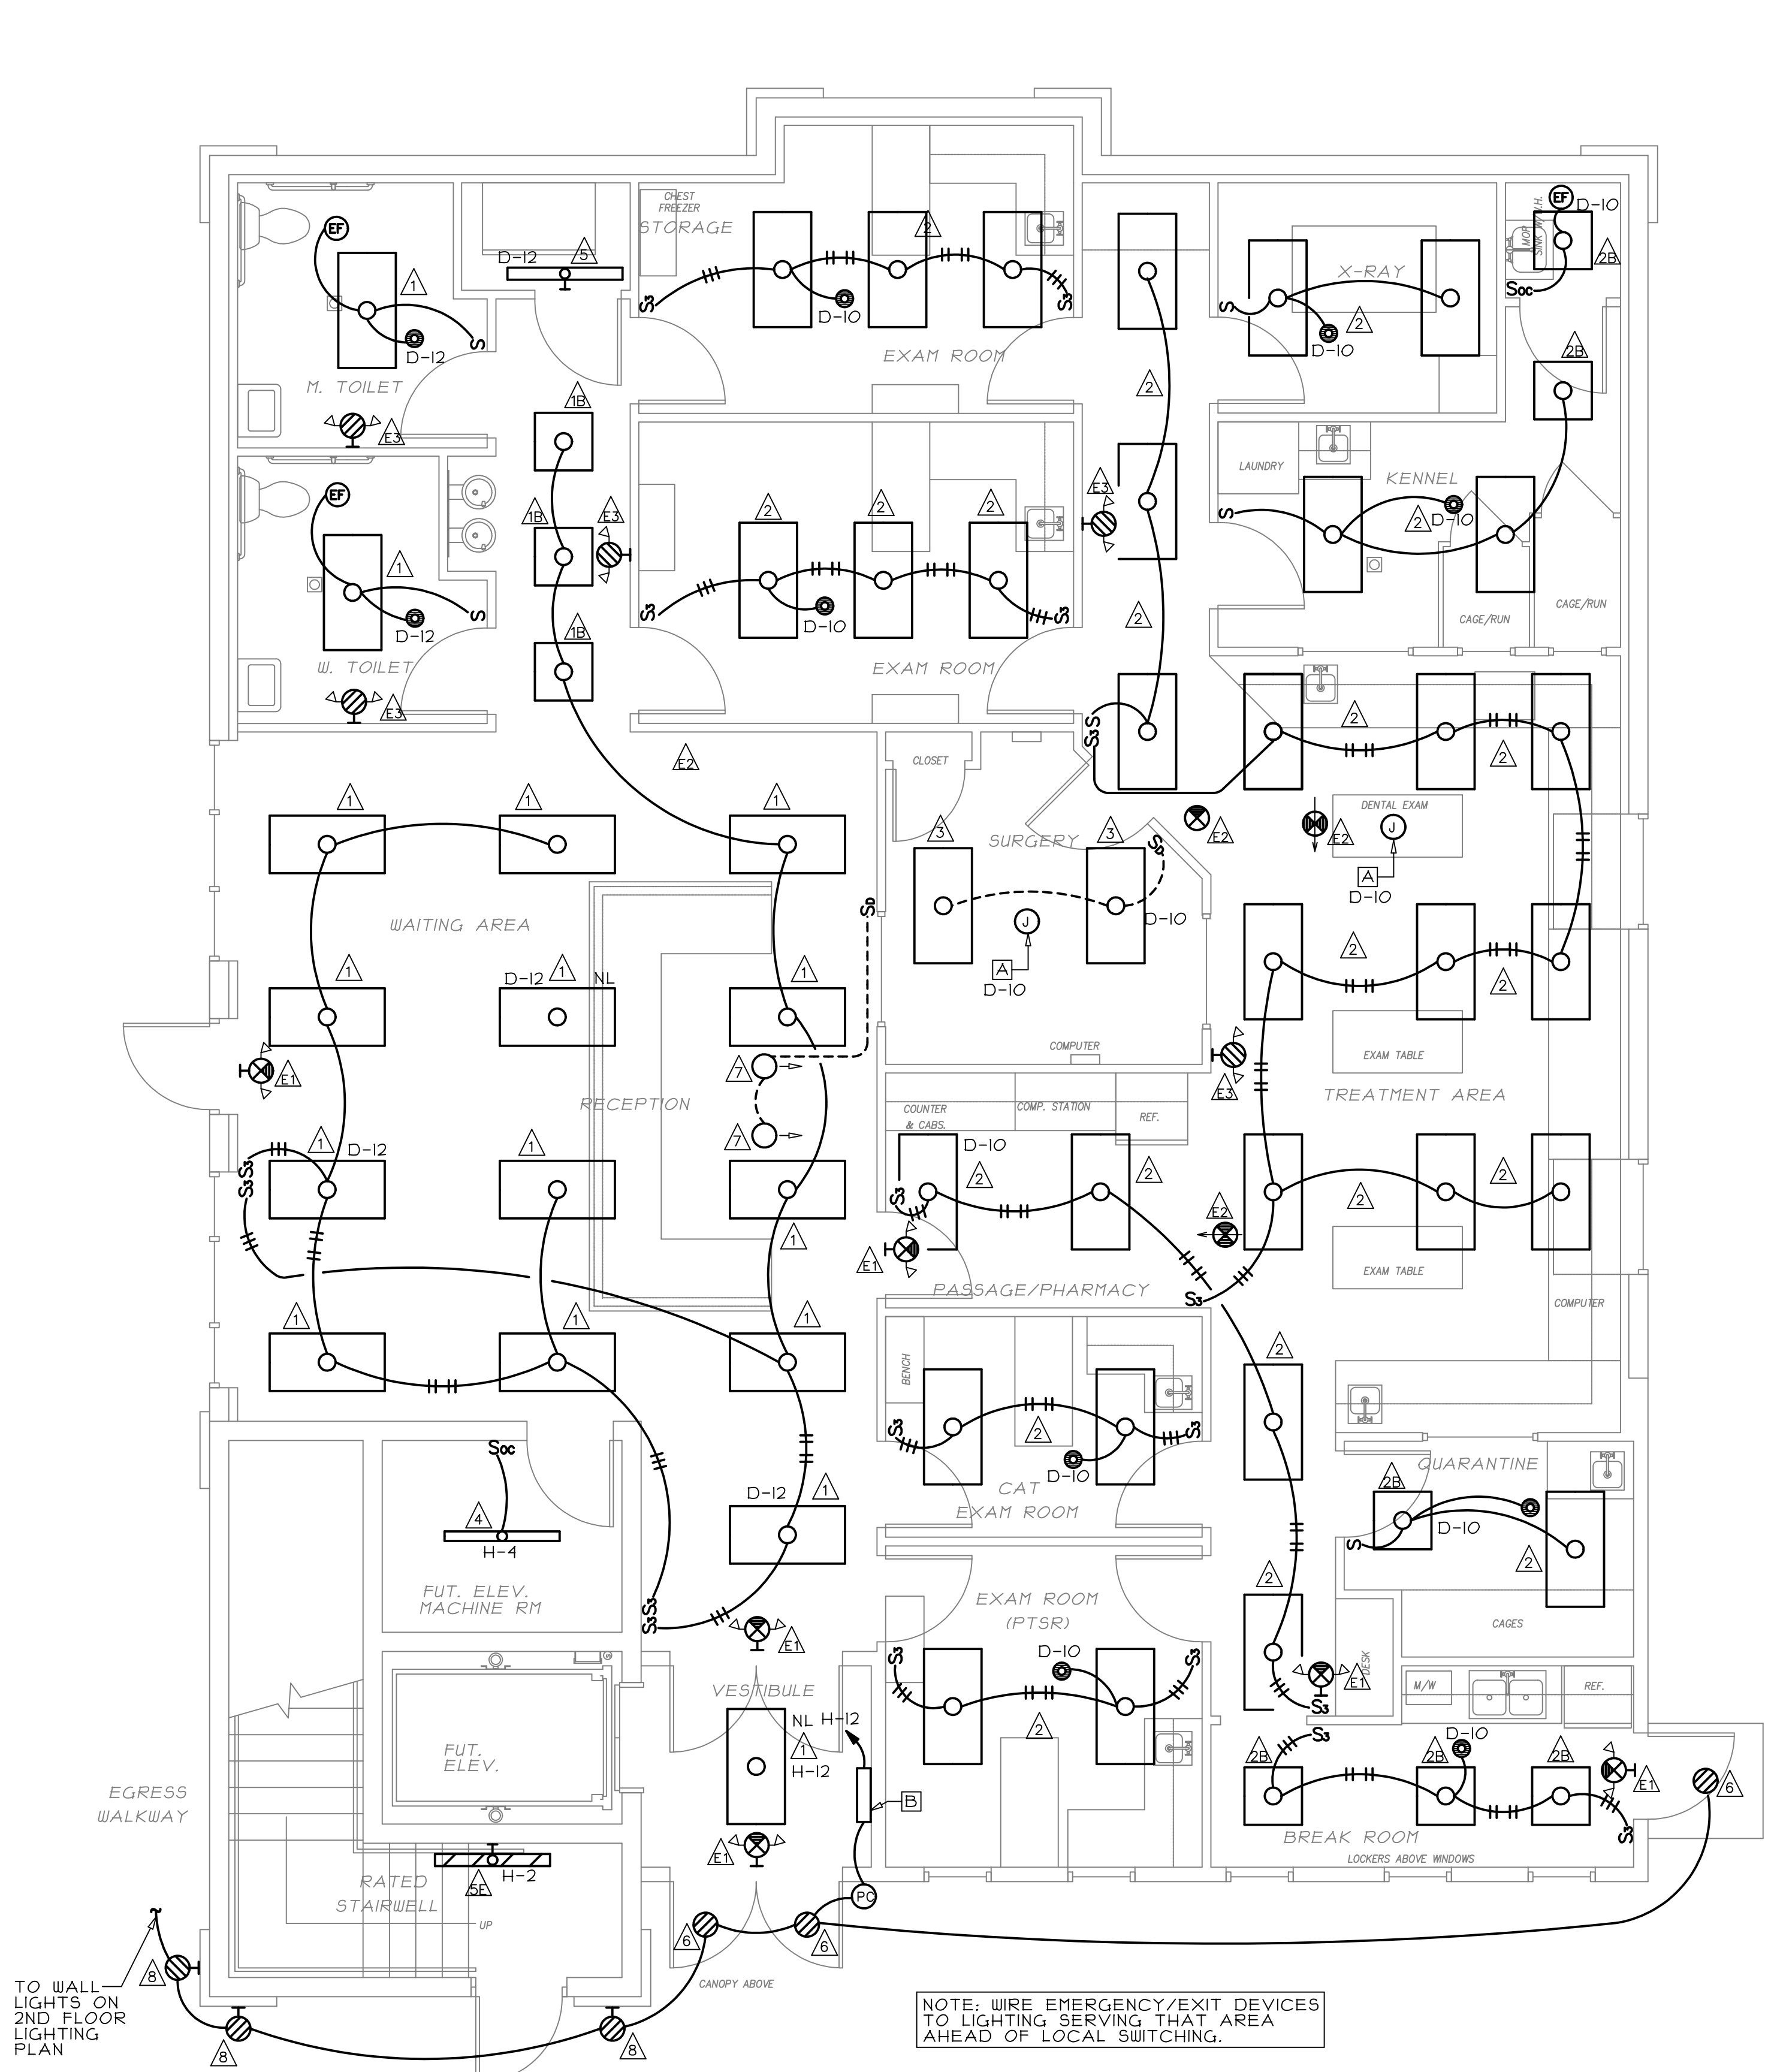 CHEST
FREEZER
STORAGE
EF
EF
D-10
MOP
SINK W/W.H.
2B
D-12
5
2
X-RAY
1
Soc
S3
S3
S
2
D-10
D-10
S
D-12
EXAM ROOM
2B
M. TOILET
2
1B
E3
LAUNDRY
KENNEL
E3
EF
1B
E3
2
2
2
S
2
D-10
1
CAGE/RUN
CAGE/RUN
S
S3
D-10
S3
2
D-12
1B
W. TOILET
EXAM ROOM
E3
2
S
S3
2
E2
CLOSET
1
1
1
DENTAL EXAM
3
SURGERY
3
E2
E2
J
SD
A
D-10
SD
WAITING AREA
D-10
J
2
2
D-12
1
NL
1
1
A
D-10
COMPUTER
E1
7
EXAM TABLE
E3
TREATMENT AREA
RECEPTION
COUNTER
& CABS.
COMP. STATION
REF.
7
1
D-12
1
D-10
S3
S3
2
2
2
2
S3
1
E2
E1
EXAM TABLE
PASSAGE/PHARMACY
S3
COMPUTER
1
1
1
2
BENCH
S3
2
S3
Soc
D-10
QUARANTINE
CAT
EXAM ROOM
2B
D-12
1
4
D-10
H-4
S
2
FUT. ELEV.
MACHINE RM
EXAM ROOM
(PTSR)
2
S3
S3
CAGES
E1
D-10
S3
S3
DESK
E1
M/W
REF.
VESTIBULE
S3
NL
H-12
2
S3
D-10
1
FUT.
ELEV.
H-12
2B
2B
2B
E1
EGRESS
WALKWAY
B
6
E1
S3
BREAK ROOM
LOCKERS ABOVE WINDOWS
RATED
STAIRWELL
5E
H-2
PC
UP
6
6
8
CANOPY ABOVE
TO WALL
LIGHTS ON
2ND FLOOR
LIGHTING
PLAN
8
8
NOTE: WIRE EMERGENCY/EXIT DEVICES
TO LIGHTING SERVING THAT AREA
AHEAD OF LOCAL SWITCHING.